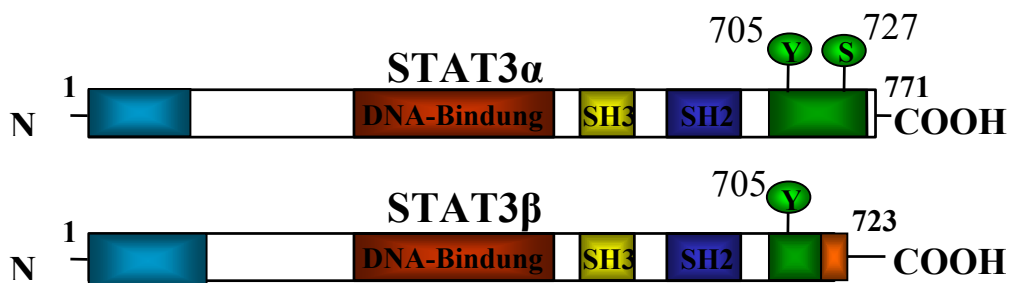 705 727
Y S
STAT3α
1 771
N DNA-Bindung SH3 SH2 COOH
705
Y
STAT3β
1 723
N DNA-Bindung SH3 SH2 COOH